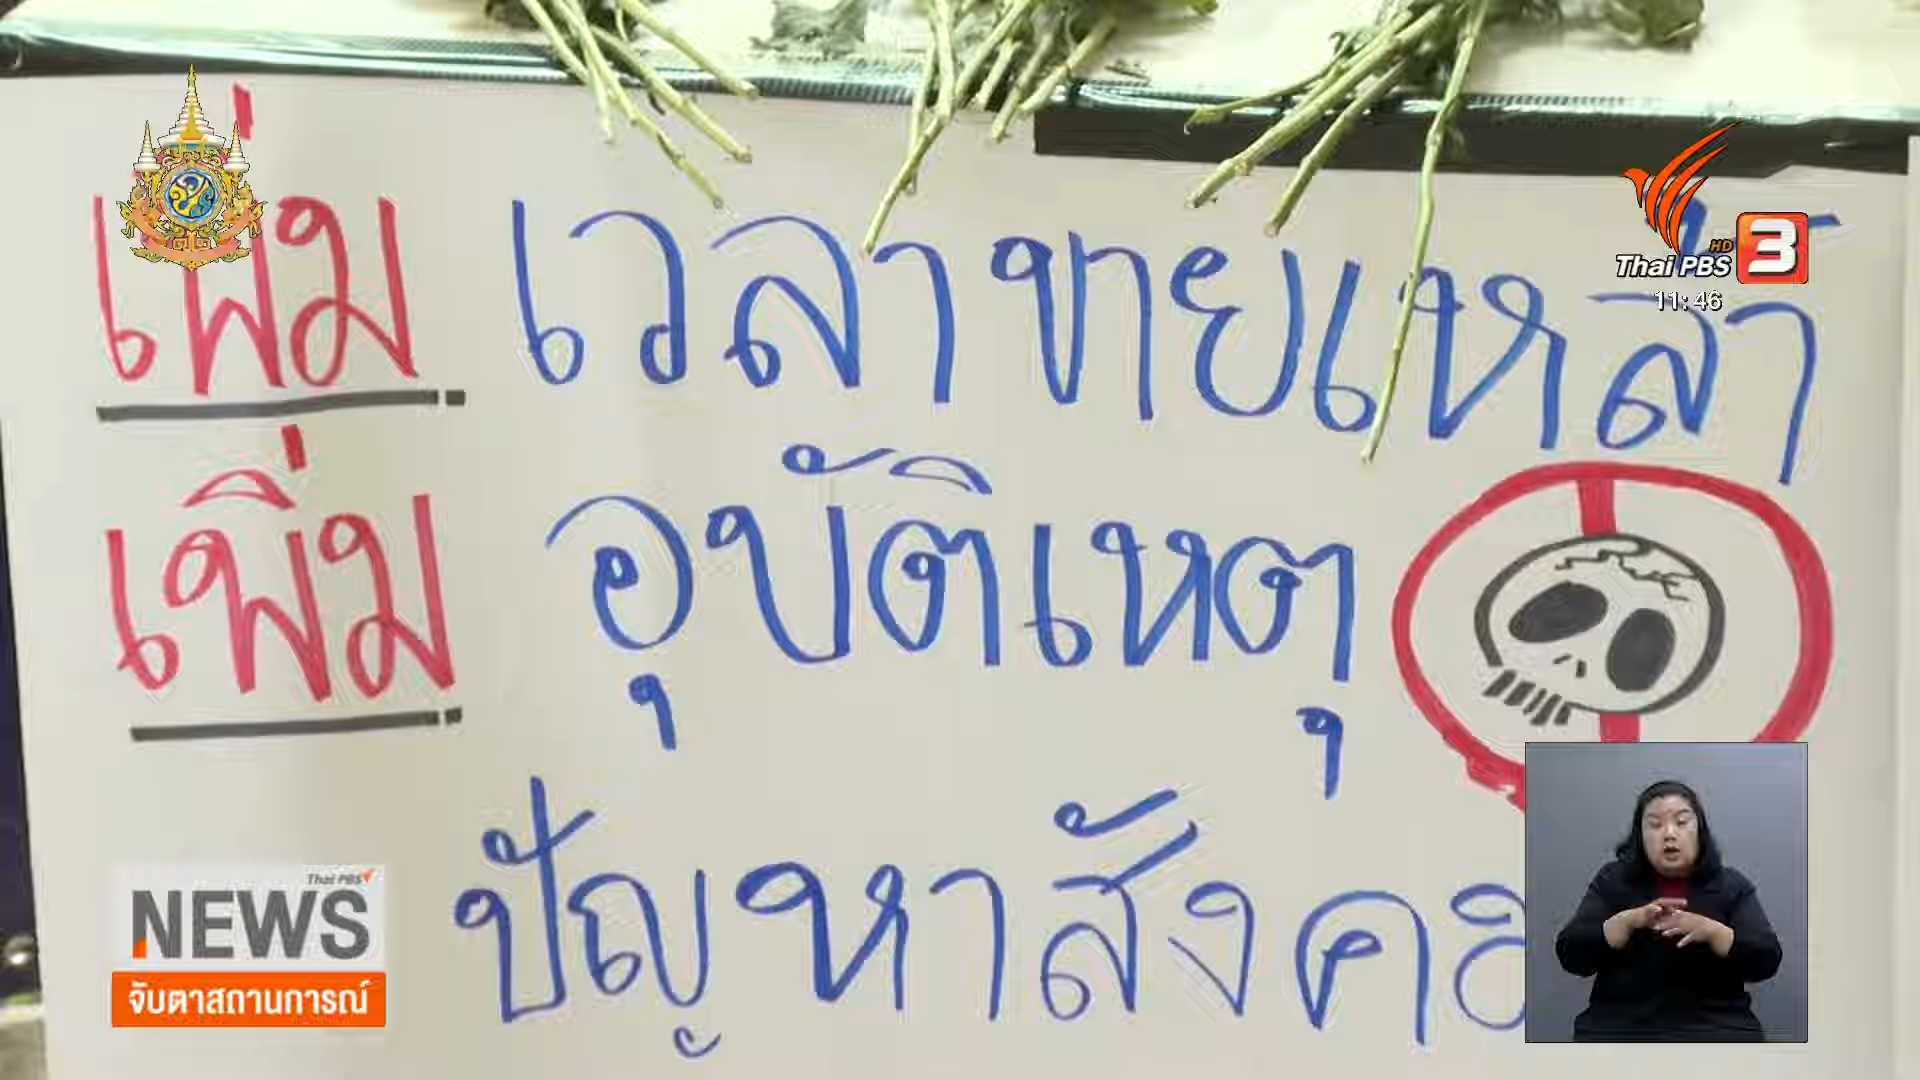 เพิ่ม เวลาขายเหล้า
Thai PBS HD 3
11:46
เพิ่ม อุบัติเหตุ
ปัญหาสังค
Thai PBS
NEWS
จับตาสถานการณ์